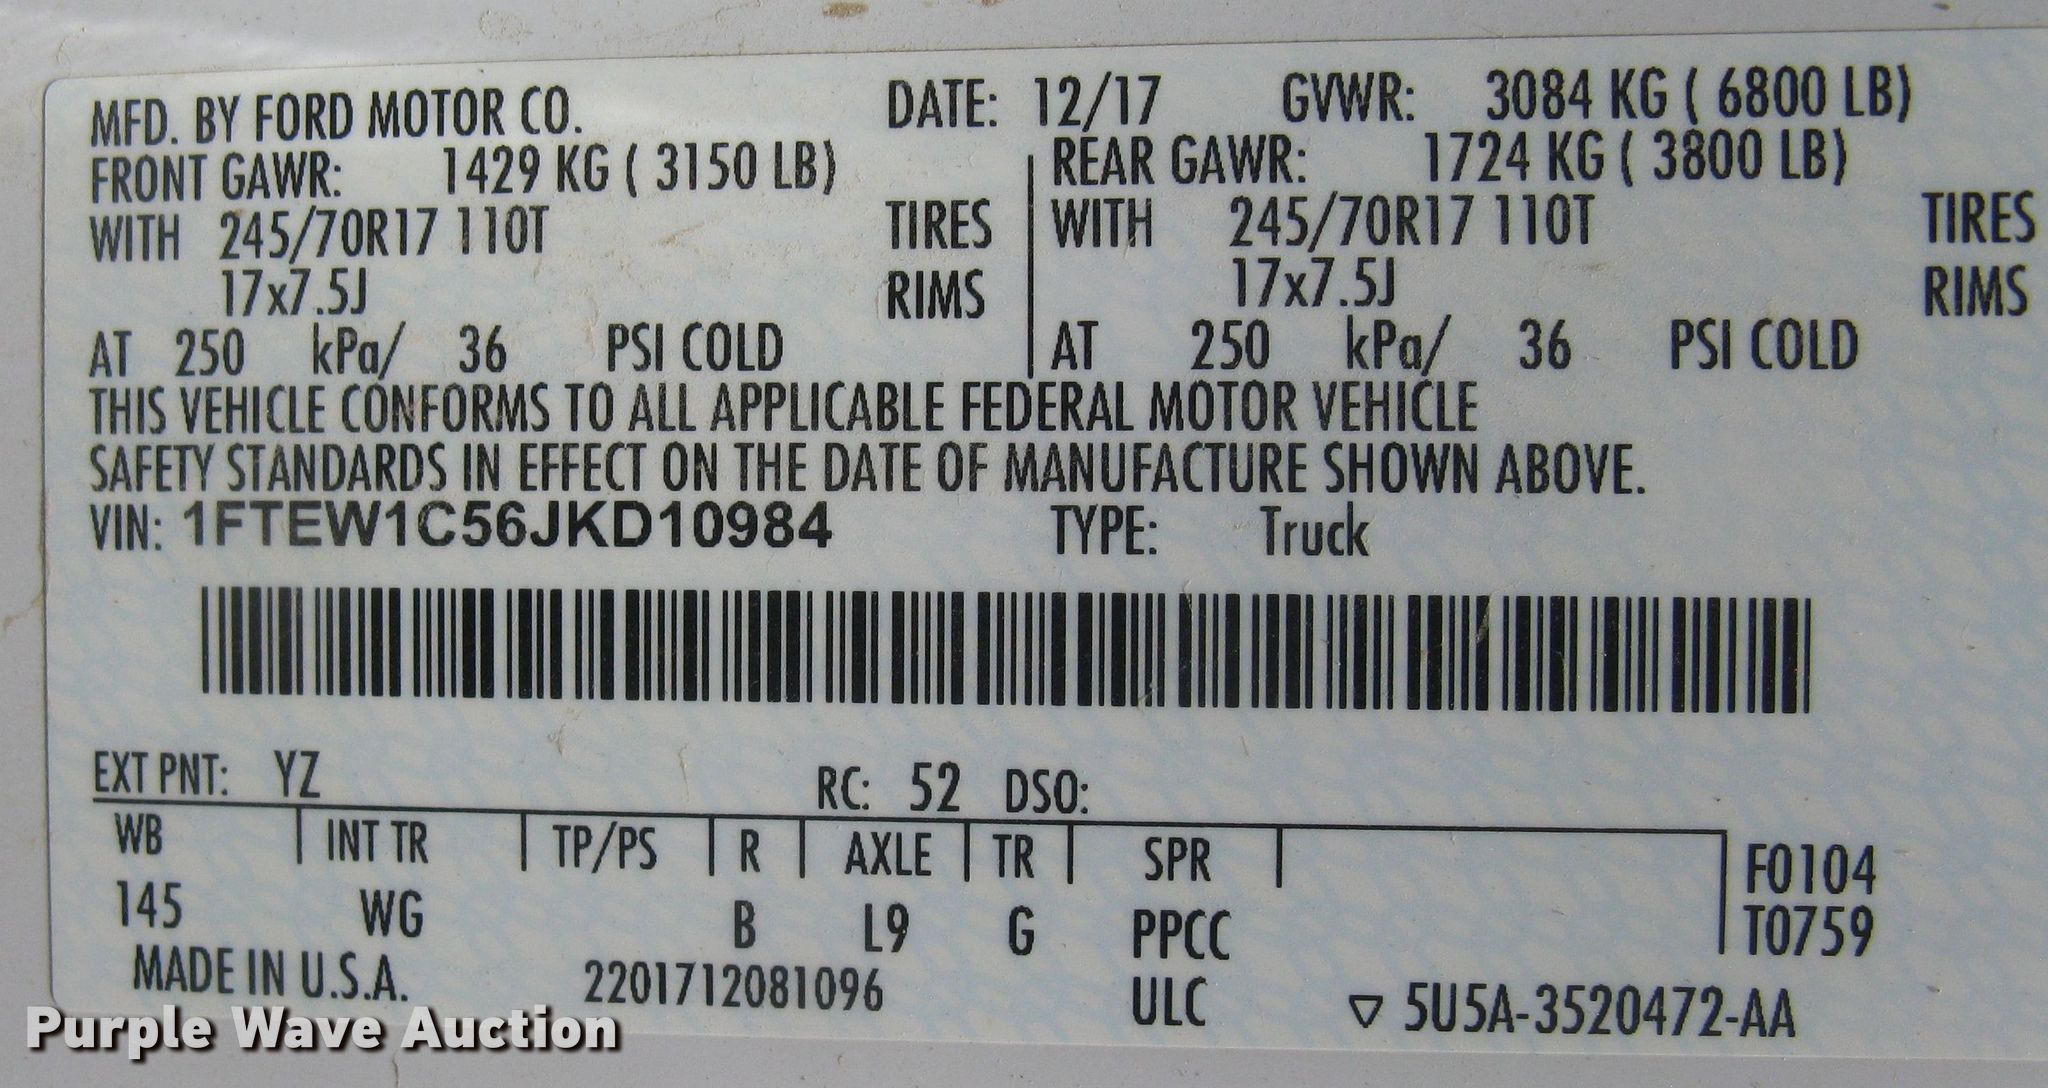 MFD. BY FORD MOTOR CO. DATE: 12/17 GVWR: 3084 KG ( 6800 LB)
FRONT GAWR: 1429 KG ( 3150 LB) REAR GAWR: 1724 KG ( 3800 LB)
WITH 245/70R17 110T TIRES WITH 245/70R17 110T TIRES
17x7.5J RIMS 17x7.5J RIMS
AT 250 kPa/ 36 PSI COLD AT 250 kPa/ 36 PSI COLD
THIS VEHICLE CONFORMS TO ALL APPLICABLE FEDERAL MOTOR VEHICLE
SAFETY STANDARDS IN EFFECT ON THE DATE OF MANUFACTURE SHOWN ABOVE.
VIN: 1FTEW1C56JKD10984 TYPE: Truck
EXT PNT: YZ RC: 52 DSO:
WB INT TR TP/PS R AXLE TR SPR F0104
145 WG B L9 G PPCC T0759
MADE IN U.S.A. 2201712081096 ULC ▽ 5U5A-3520472-AA
Purple Wave Auction